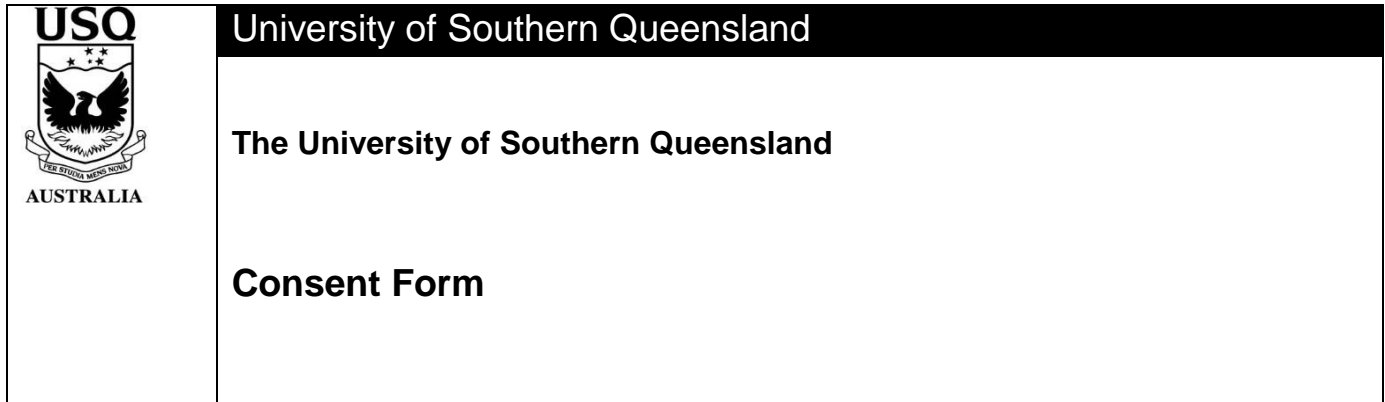 USQ
PER STUDIA MENS NOVA
AUSTRALIA
University of Southern Queensland
The University of Southern Queensland
Consent Form